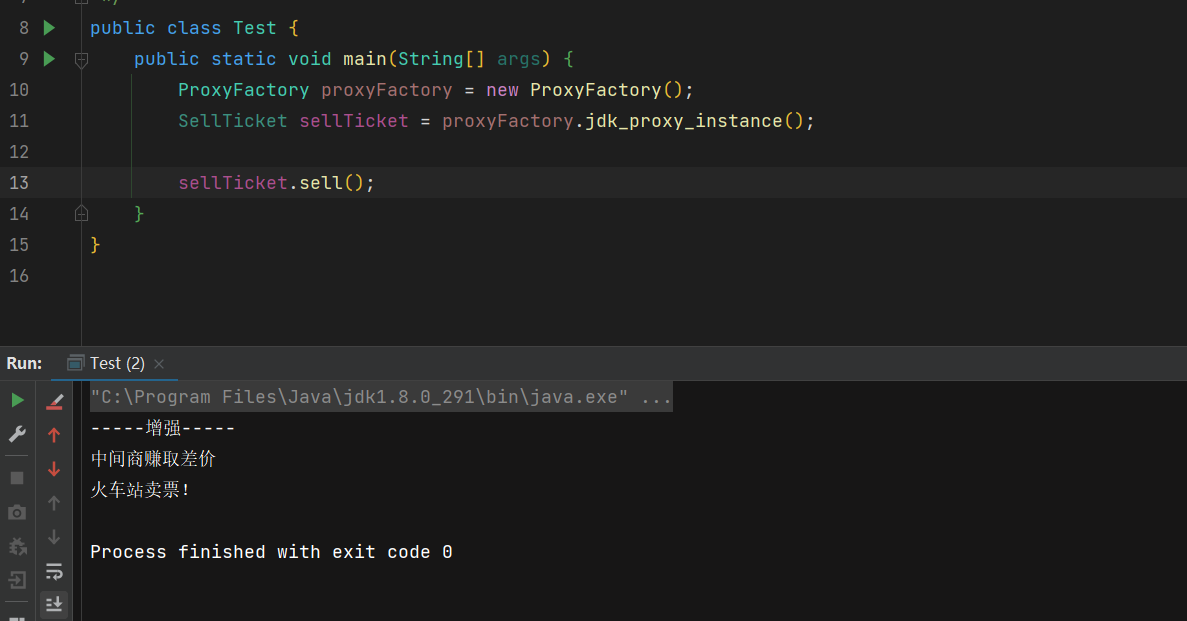 8 public class Test {
9 public static void main(String[] args) {
10 ProxyFactory proxyFactory = new ProxyFactory();
11 SellTicket sellTicket = proxyFactory.jdk_proxy_instance();
12
13 sellTicket.sell();
14 }
15 }
16
Run: Test (2)
"C:\Program Files\Java\jdk1.8.0_291\bin\java.exe" ...
-----增强-----
中间商赚取差价
火车站卖票!
Process finished with exit code 0